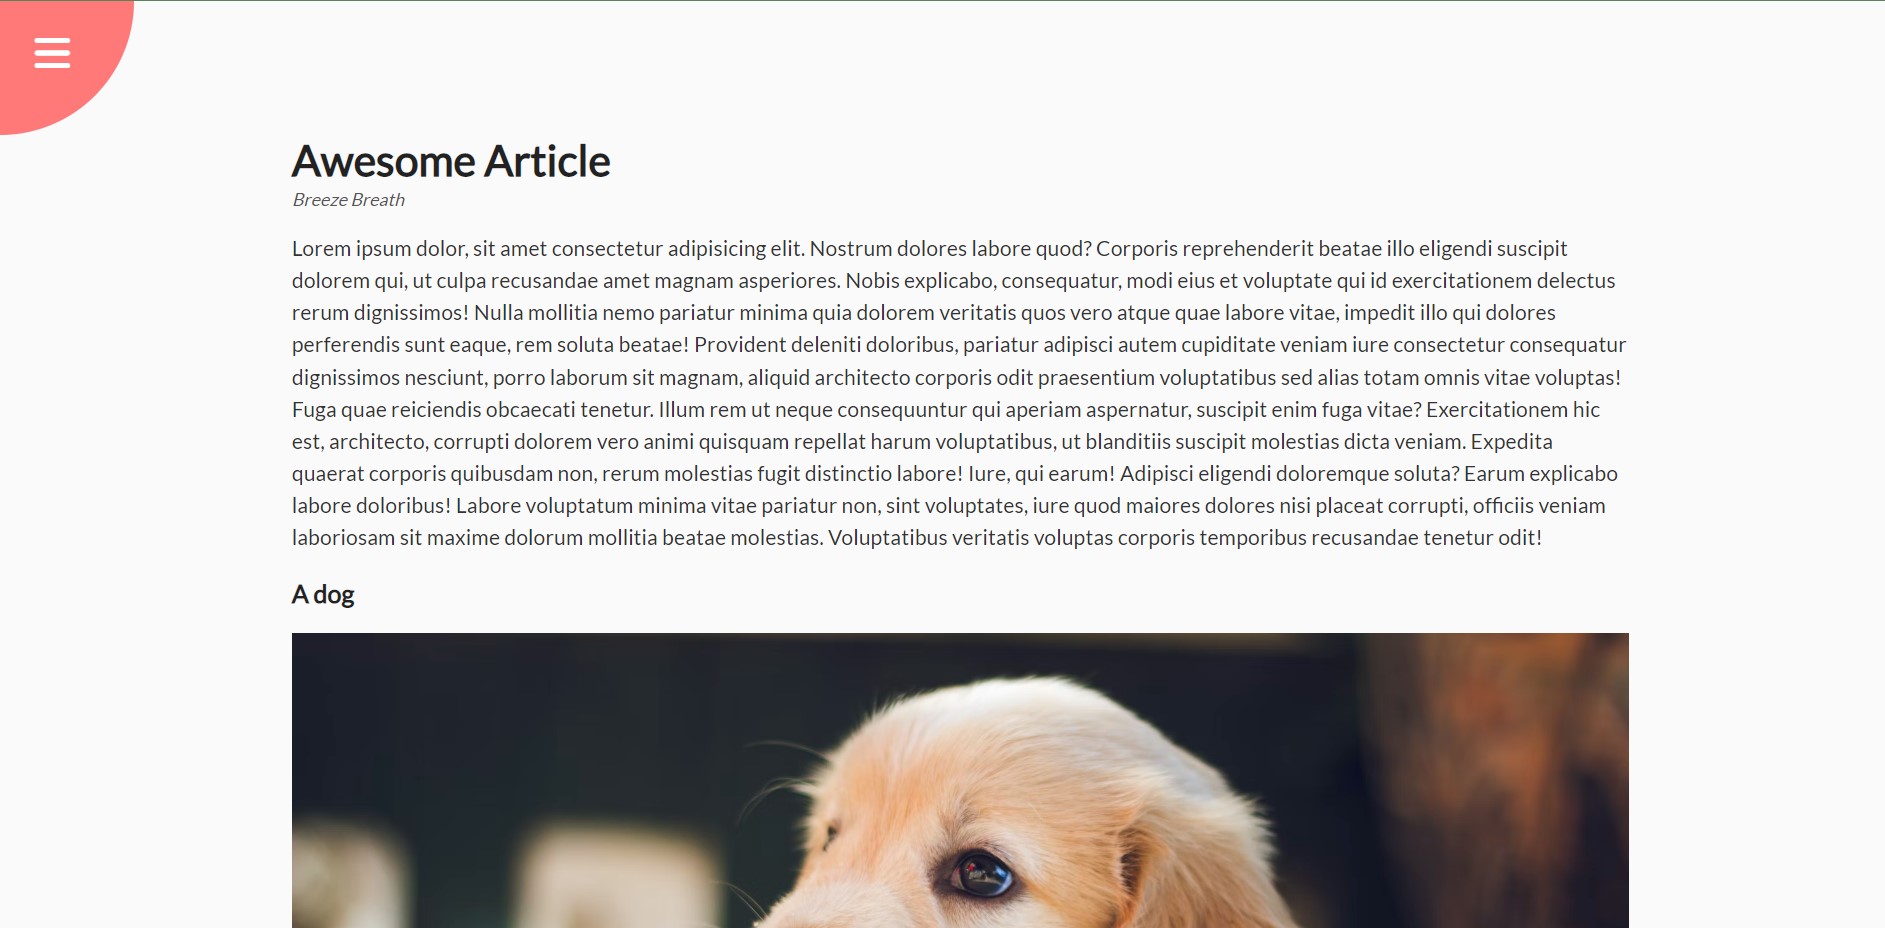 Awesome Article
Breeze Breath
Lorem ipsum dolor, sit amet consectetur adipisicing elit. Nostrum dolores labore quod? Corporis reprehenderit beatae illo eligendi suscipit
dolorem qui, ut culpa recusandae amet magnam asperiores. Nobis explicabo, consequatur, modi eius et voluptate qui id exercitationem delectus
rerum dignissimos! Nulla mollitia nemo pariatur minima quia dolorem veritatis quos vero atque quae labore vitae, impedit illo qui dolores
perferendis sunt eaque, rem soluta beatae! Provident deleniti doloribus, pariatur adipisci autem cupiditate veniam iure consectetur consequatur
dignissimos nesciunt, porro laborum sit magnam, aliquid architecto corporis odit praesentium voluptatibus sed alias totam omnis vitae voluptas!
Fuga quae reiciendis obcaecati tenetur. Illum rem ut neque consequuntur qui aperiam aspernatur, suscipit enim fuga vitae? Exercitationem hic
est, architecto, corrupti dolorem vero animi quisquam repellat harum voluptatibus, ut blanditiis suscipit molestias dicta veniam. Expedita
quaerat corporis quibusdam non, rerum molestias fugit distinctio labore! Iure, qui earum! Adipisci eligendi doloremque soluta? Earum explicabo
labore doloribus! Labore voluptatum minima vitae pariatur non, sint voluptates, iure quod maiores dolores nisi placeat corrupti, officiis veniam
laboriosam sit maxime dolorum mollitia beatae molestias. Voluptatibus veritatis voluptas corporis temporibus recusandae tenetur odit!
A dog